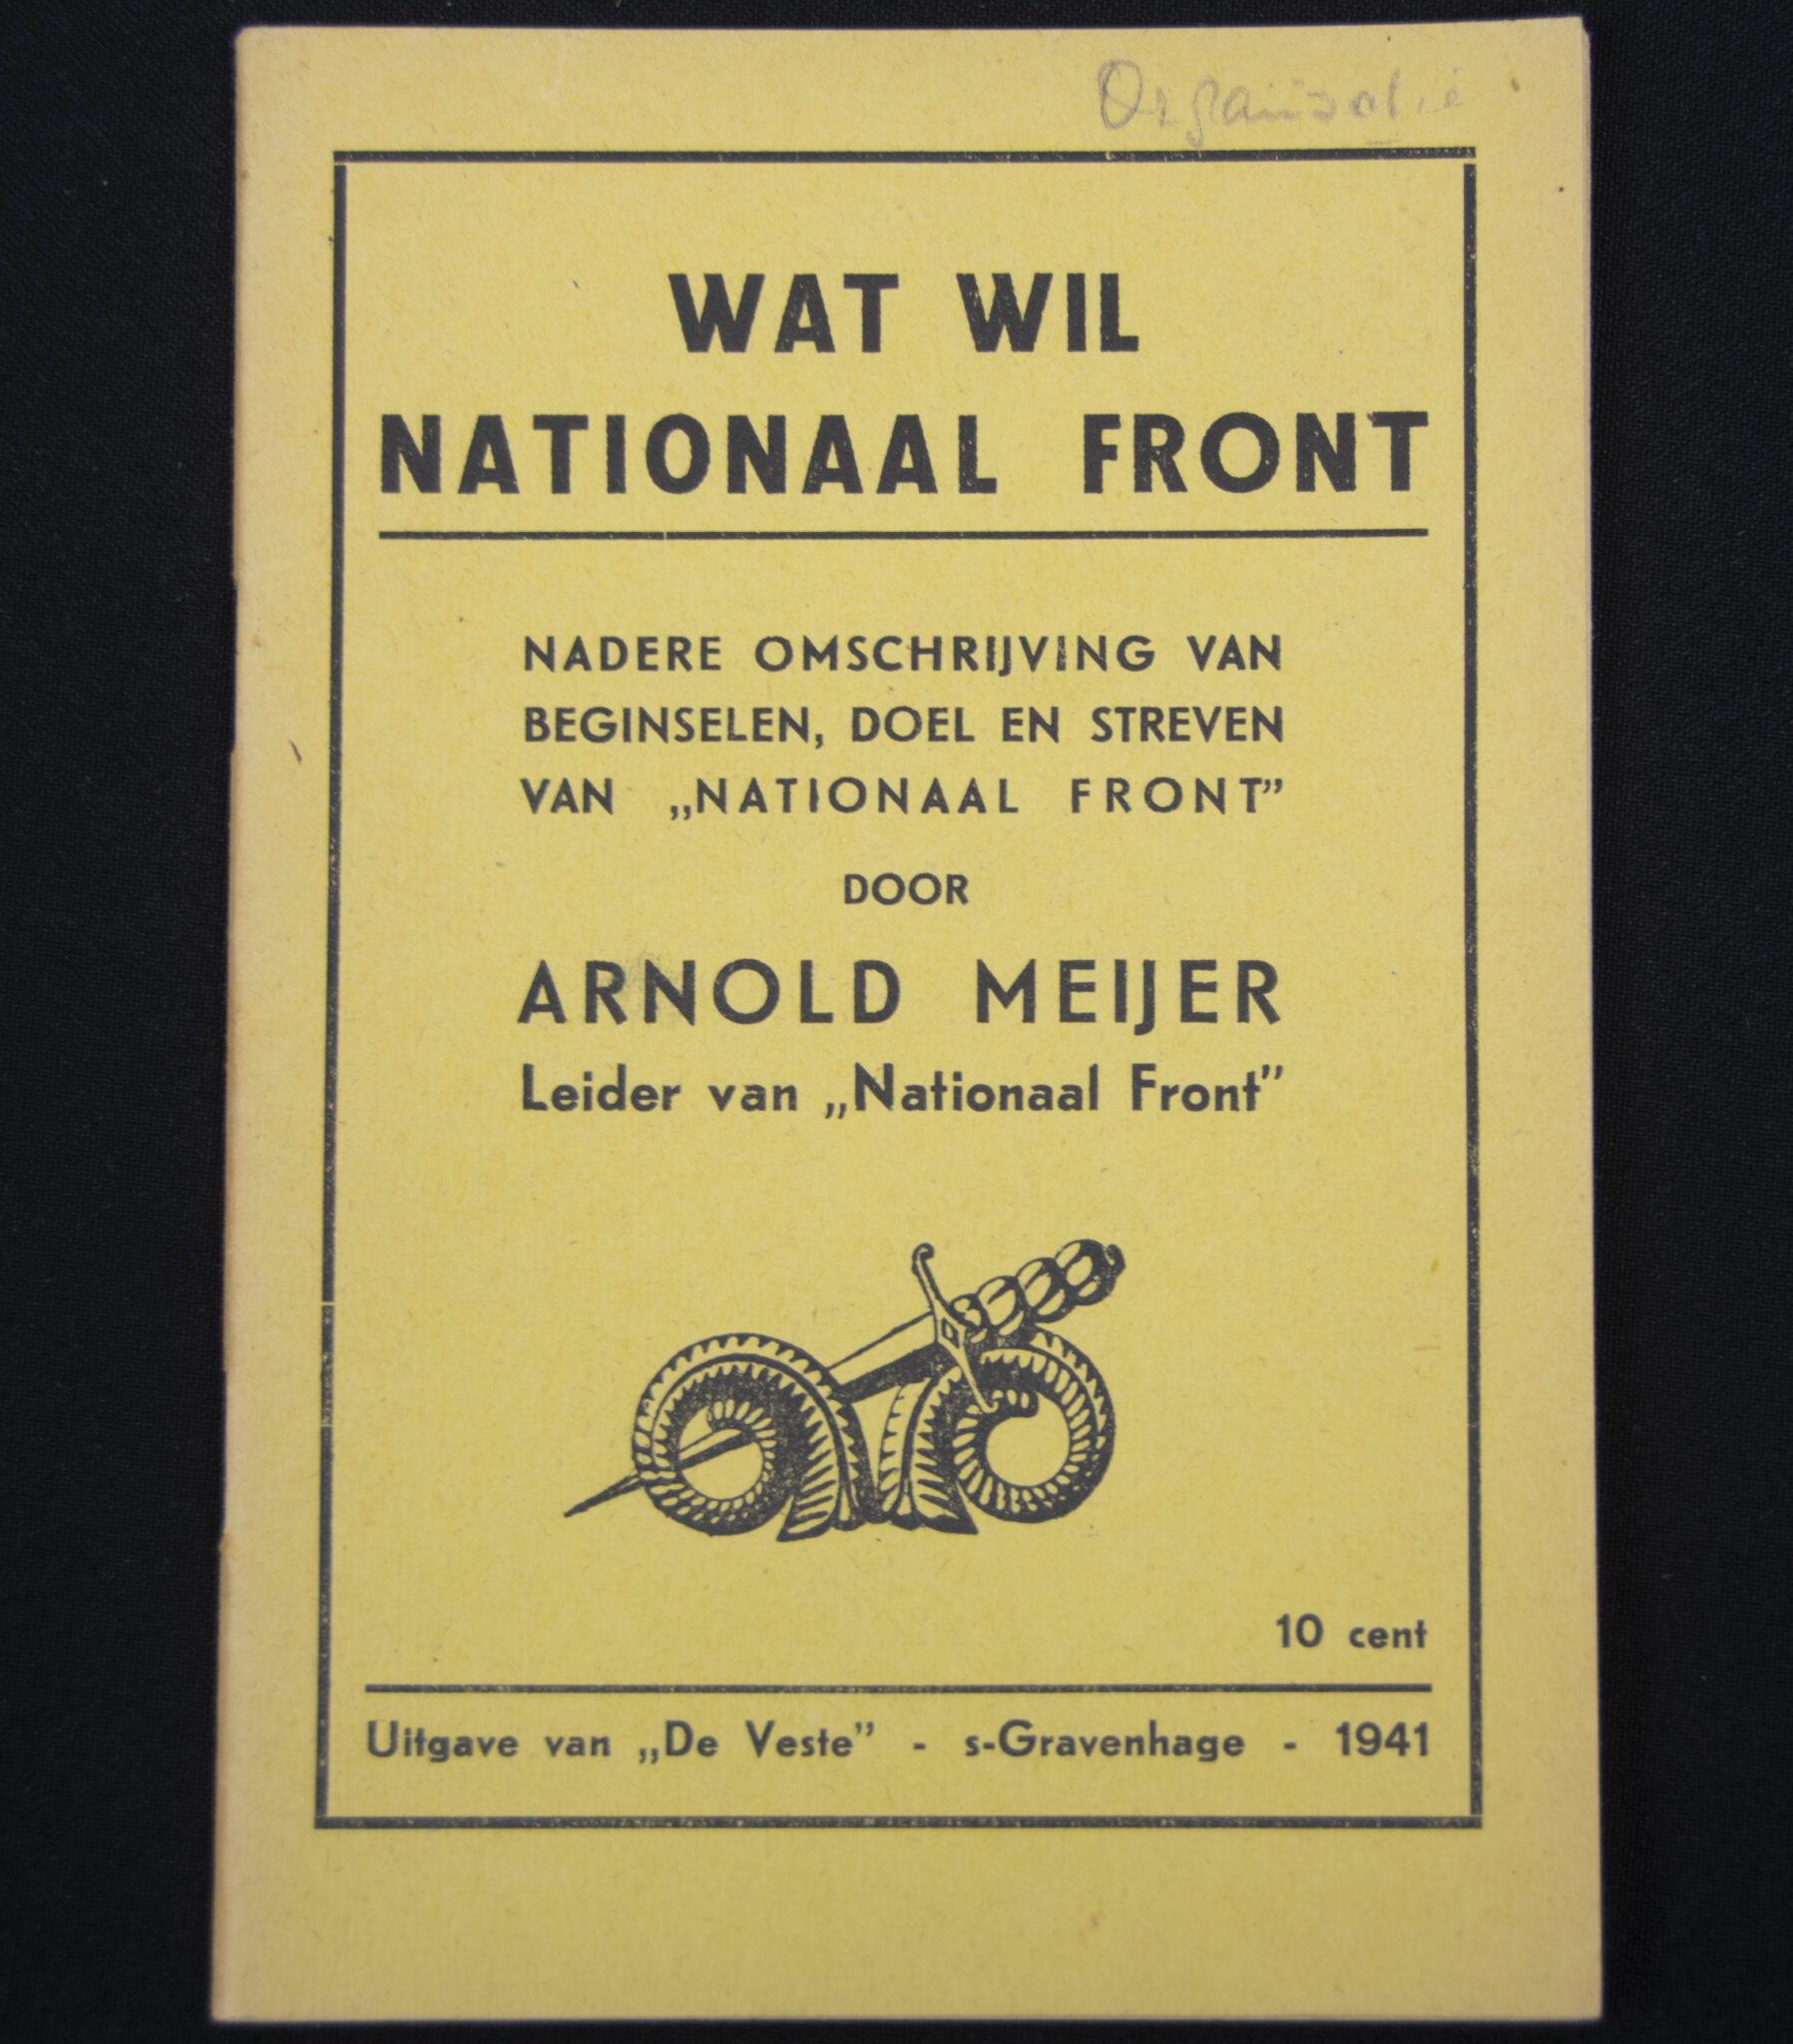 Organisatie
WAT WIL
NATIONAAL FRONT
NADERE OMSCHRIJVING VAN
BEGINSELEN, DOEL EN STREVEN
VAN „NATIONAAL FRONT”
DOOR
ARNOLD MEIJER
Leider van „Nationaal Front”
10 cent
Uitgave van „De Veste” - s-Gravenhage - 1941